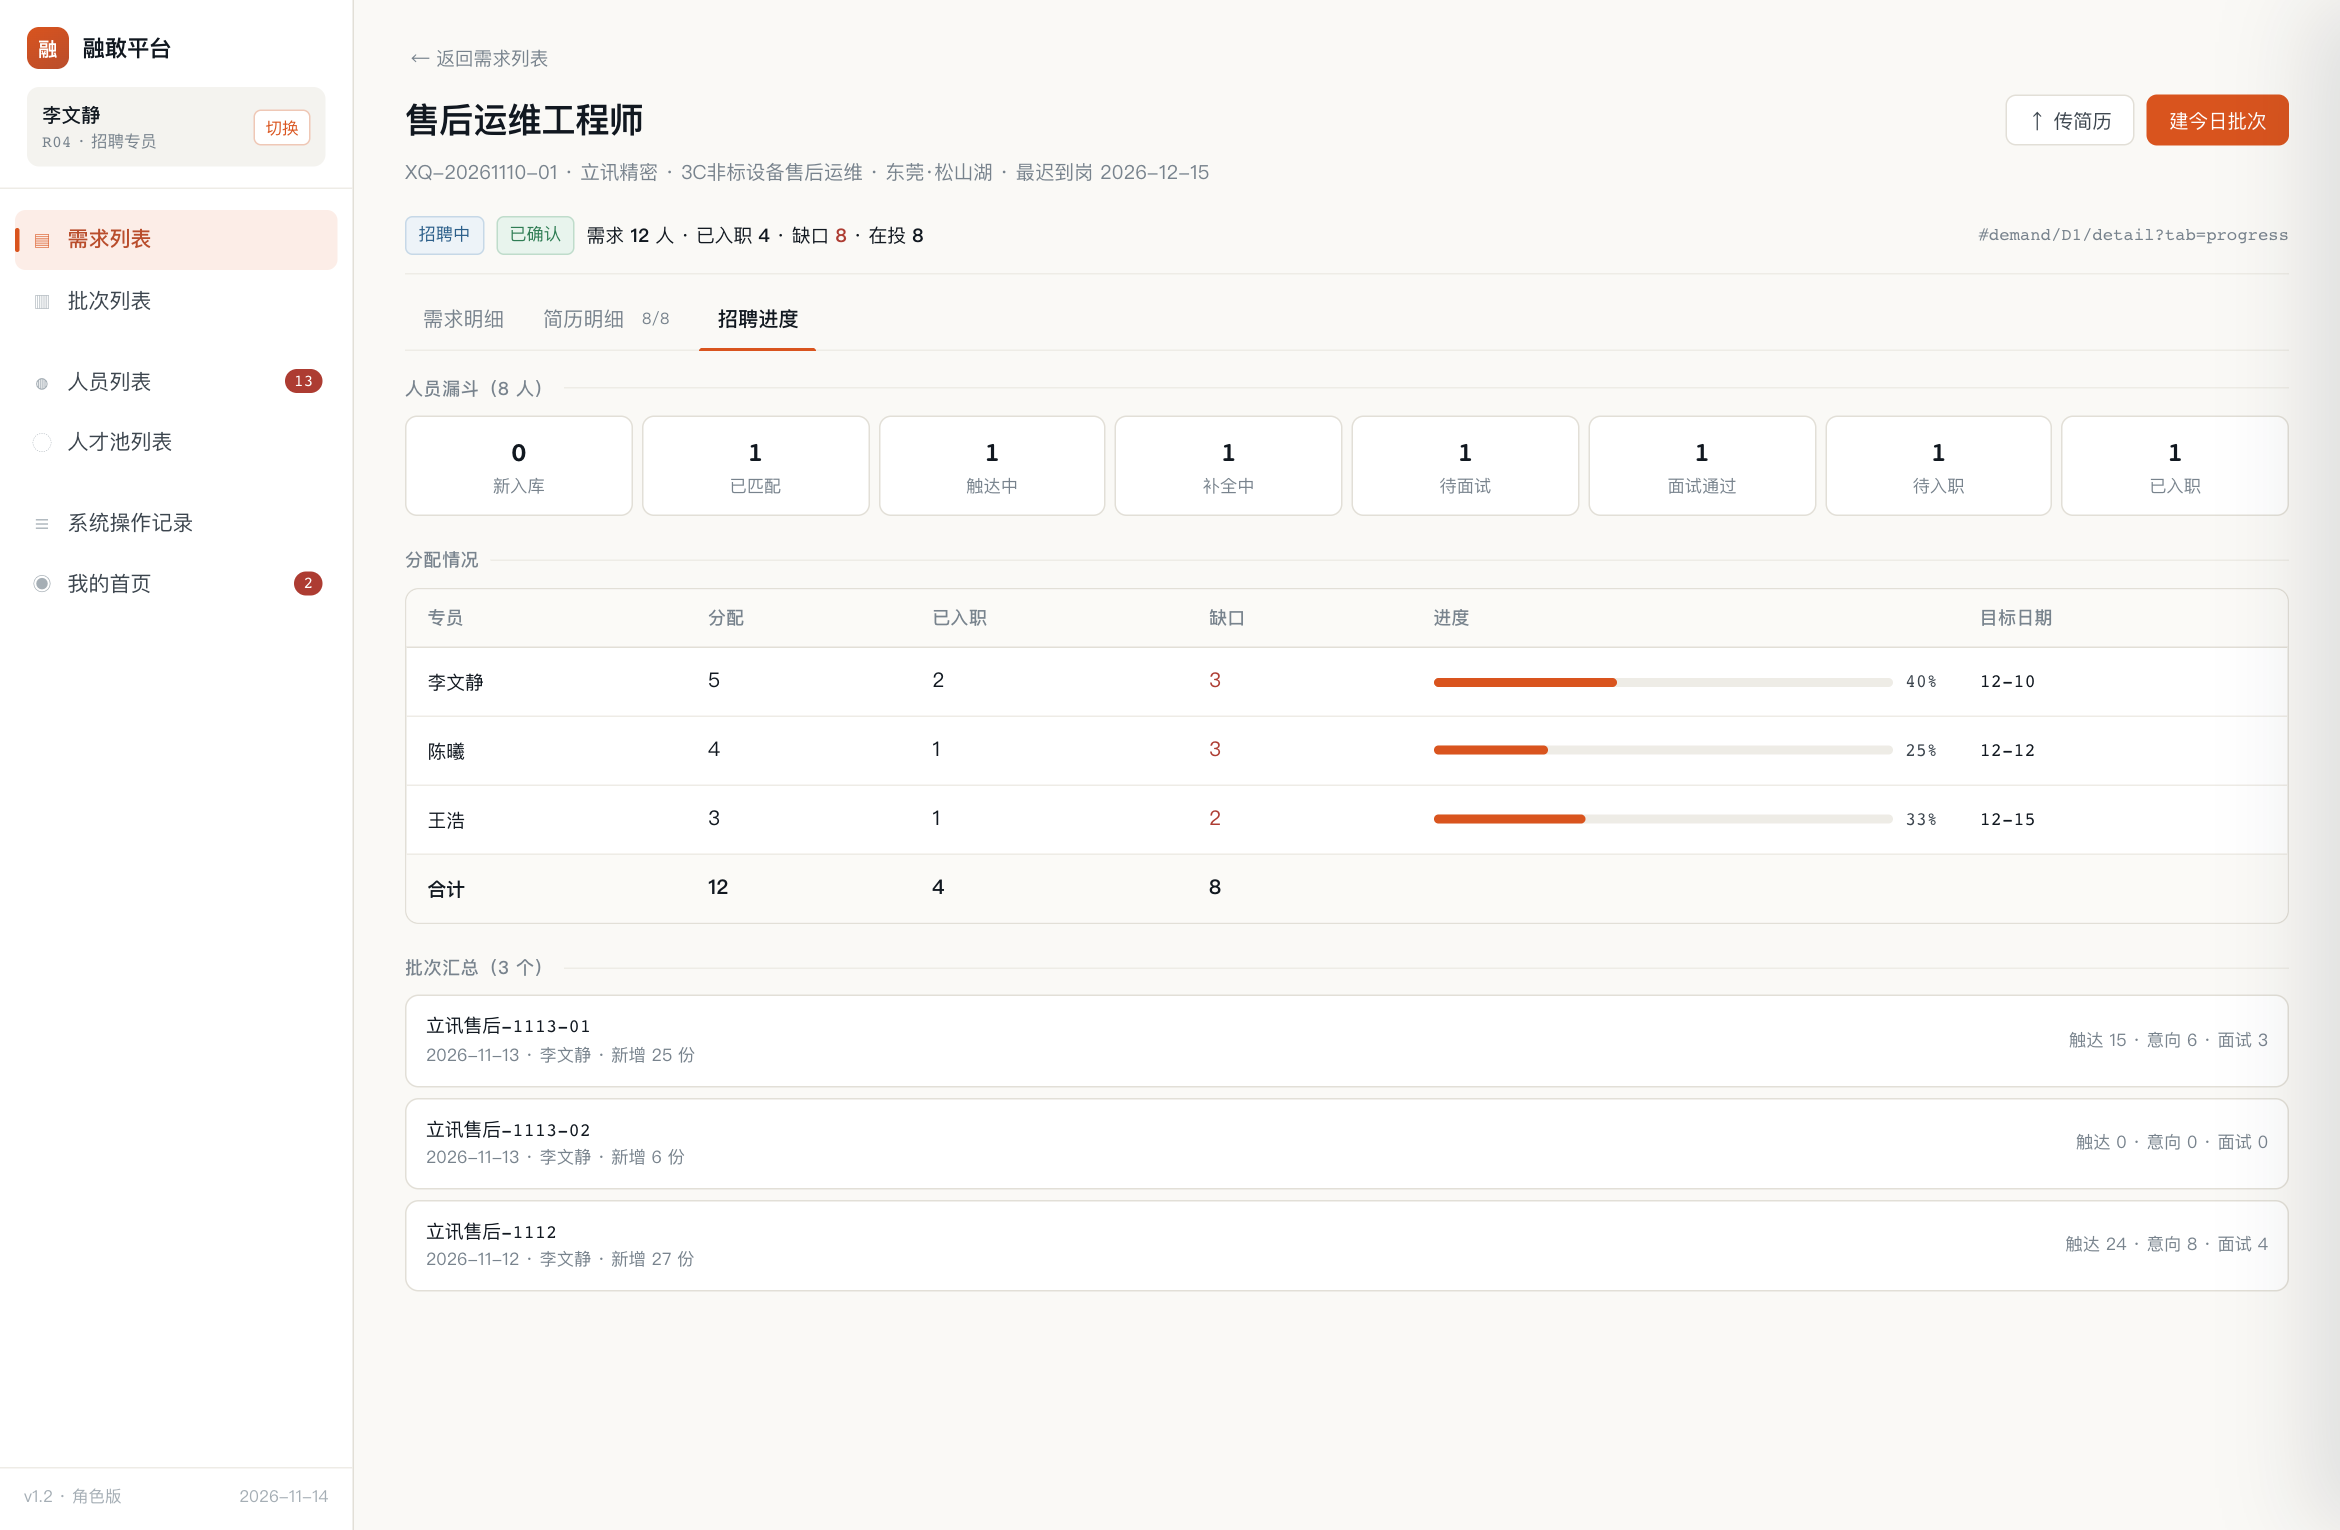 融 融敢平台
李文静
R04 · 招聘专员
切换
需求列表
批次列表
人员列表 13
人才池列表
系统操作记录
我的首页 2
v1.2 · 角色版 2026-11-14
← 返回需求列表
售后运维工程师
↑ 传简历 建今日批次
XQ-20261110-01 · 立讯精密 · 3C非标设备售后运维 · 东莞·松山湖 · 最迟到岗 2026-12-15
招聘中 已确认 需求 12 人 · 已入职 4 · 缺口 8 · 在投 8 #demand/D1/detail?tab=progress
需求明细 简历明细 8/8 招聘进度
人员漏斗（8 人）
0 1 1 1 1 1 1 1
新入库 已匹配 触达中 补全中 待面试 面试通过 待入职 已入职
分配情况
专员 分配 已入职 缺口 进度 目标日期
李文静 5 2 3 40% 12-10
陈曦 4 1 3 25% 12-12
王浩 3 1 2 33% 12-15
合计 12 4 8
批次汇总（3 个）
立讯售后-1113-01
2026-11-13 · 李文静 · 新增 25 份 触达 15 · 意向 6 · 面试 3
立讯售后-1113-02
2026-11-13 · 李文静 · 新增 6 份 触达 0 · 意向 0 · 面试 0
立讯售后-1112
2026-11-12 · 李文静 · 新增 27 份 触达 24 · 意向 8 · 面试 4